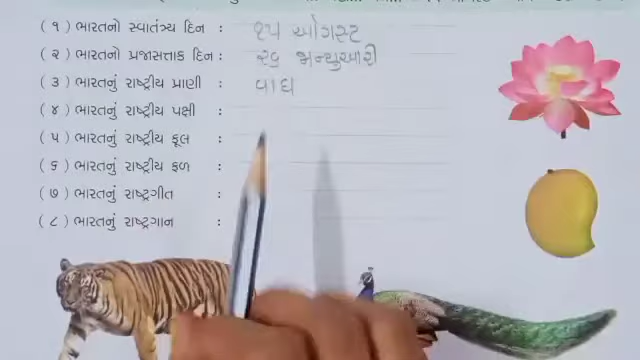 (૧) ભારતનો સ્વાતંત્ર્ય દિન : ૧૫ ઓગસ્ટ
(૨) ભારતનો પ્રજાસત્તાક દિન : ૨૬ જાન્યુઆરી
(૩) ભારતનું રાષ્ટ્રીય પ્રાણી : વાઘ
(૪) ભારતનું રાષ્ટ્રીય પક્ષી :
(૫) ભારતનું રાષ્ટ્રીય ફૂલ :
(૬) ભારતનું રાષ્ટ્રીય ફળ :
(૭) ભારતનું રાષ્ટ્રગીત :
(૮) ભારતનું રાષ્ટ્રગાન :